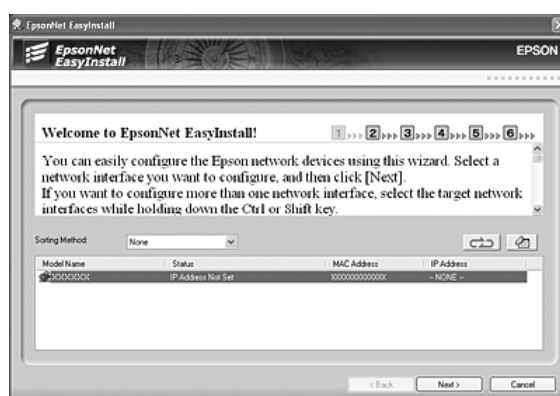 EpsonNet EasyInstall
EpsonNet
EasyInstall
EPSON
Welcome to EpsonNet EasyInstall!
1 >>> 2 >>> 3 >>> 4 >>> 5 >>> 6 >>>
You can easily configure the Epson network
devices using this wizard. Select a
network interface you want to configure, and then click [Next].
If you want to configure more than one network interface, select the target network
interfaces while holding down the Ctrl or Shift key.
Sorting Method: None
Model Name Status MAC Address IP Address
XXXXXXX IP Address Not Set XXXXXXXXXXXX -- NONE --
< Back Next > Cancel